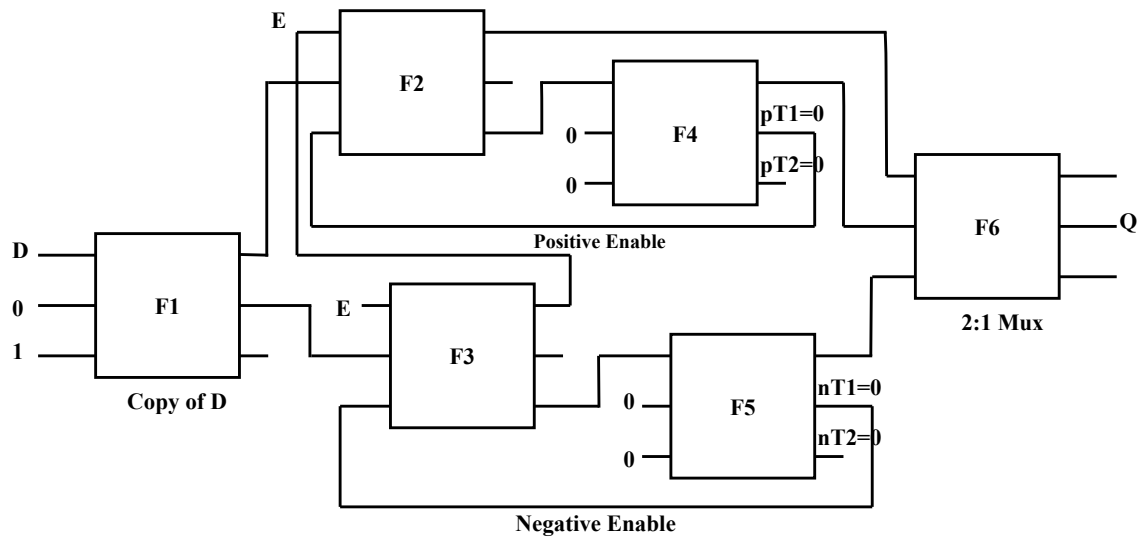 E
F2
F4
0
0
pT1=0
pT2=0
Positive Enable
F6
Q
2:1 Mux
D
0
1
F1
Copy of D
E
F3
F5
0
0
nT1=0
nT2=0
Negative Enable